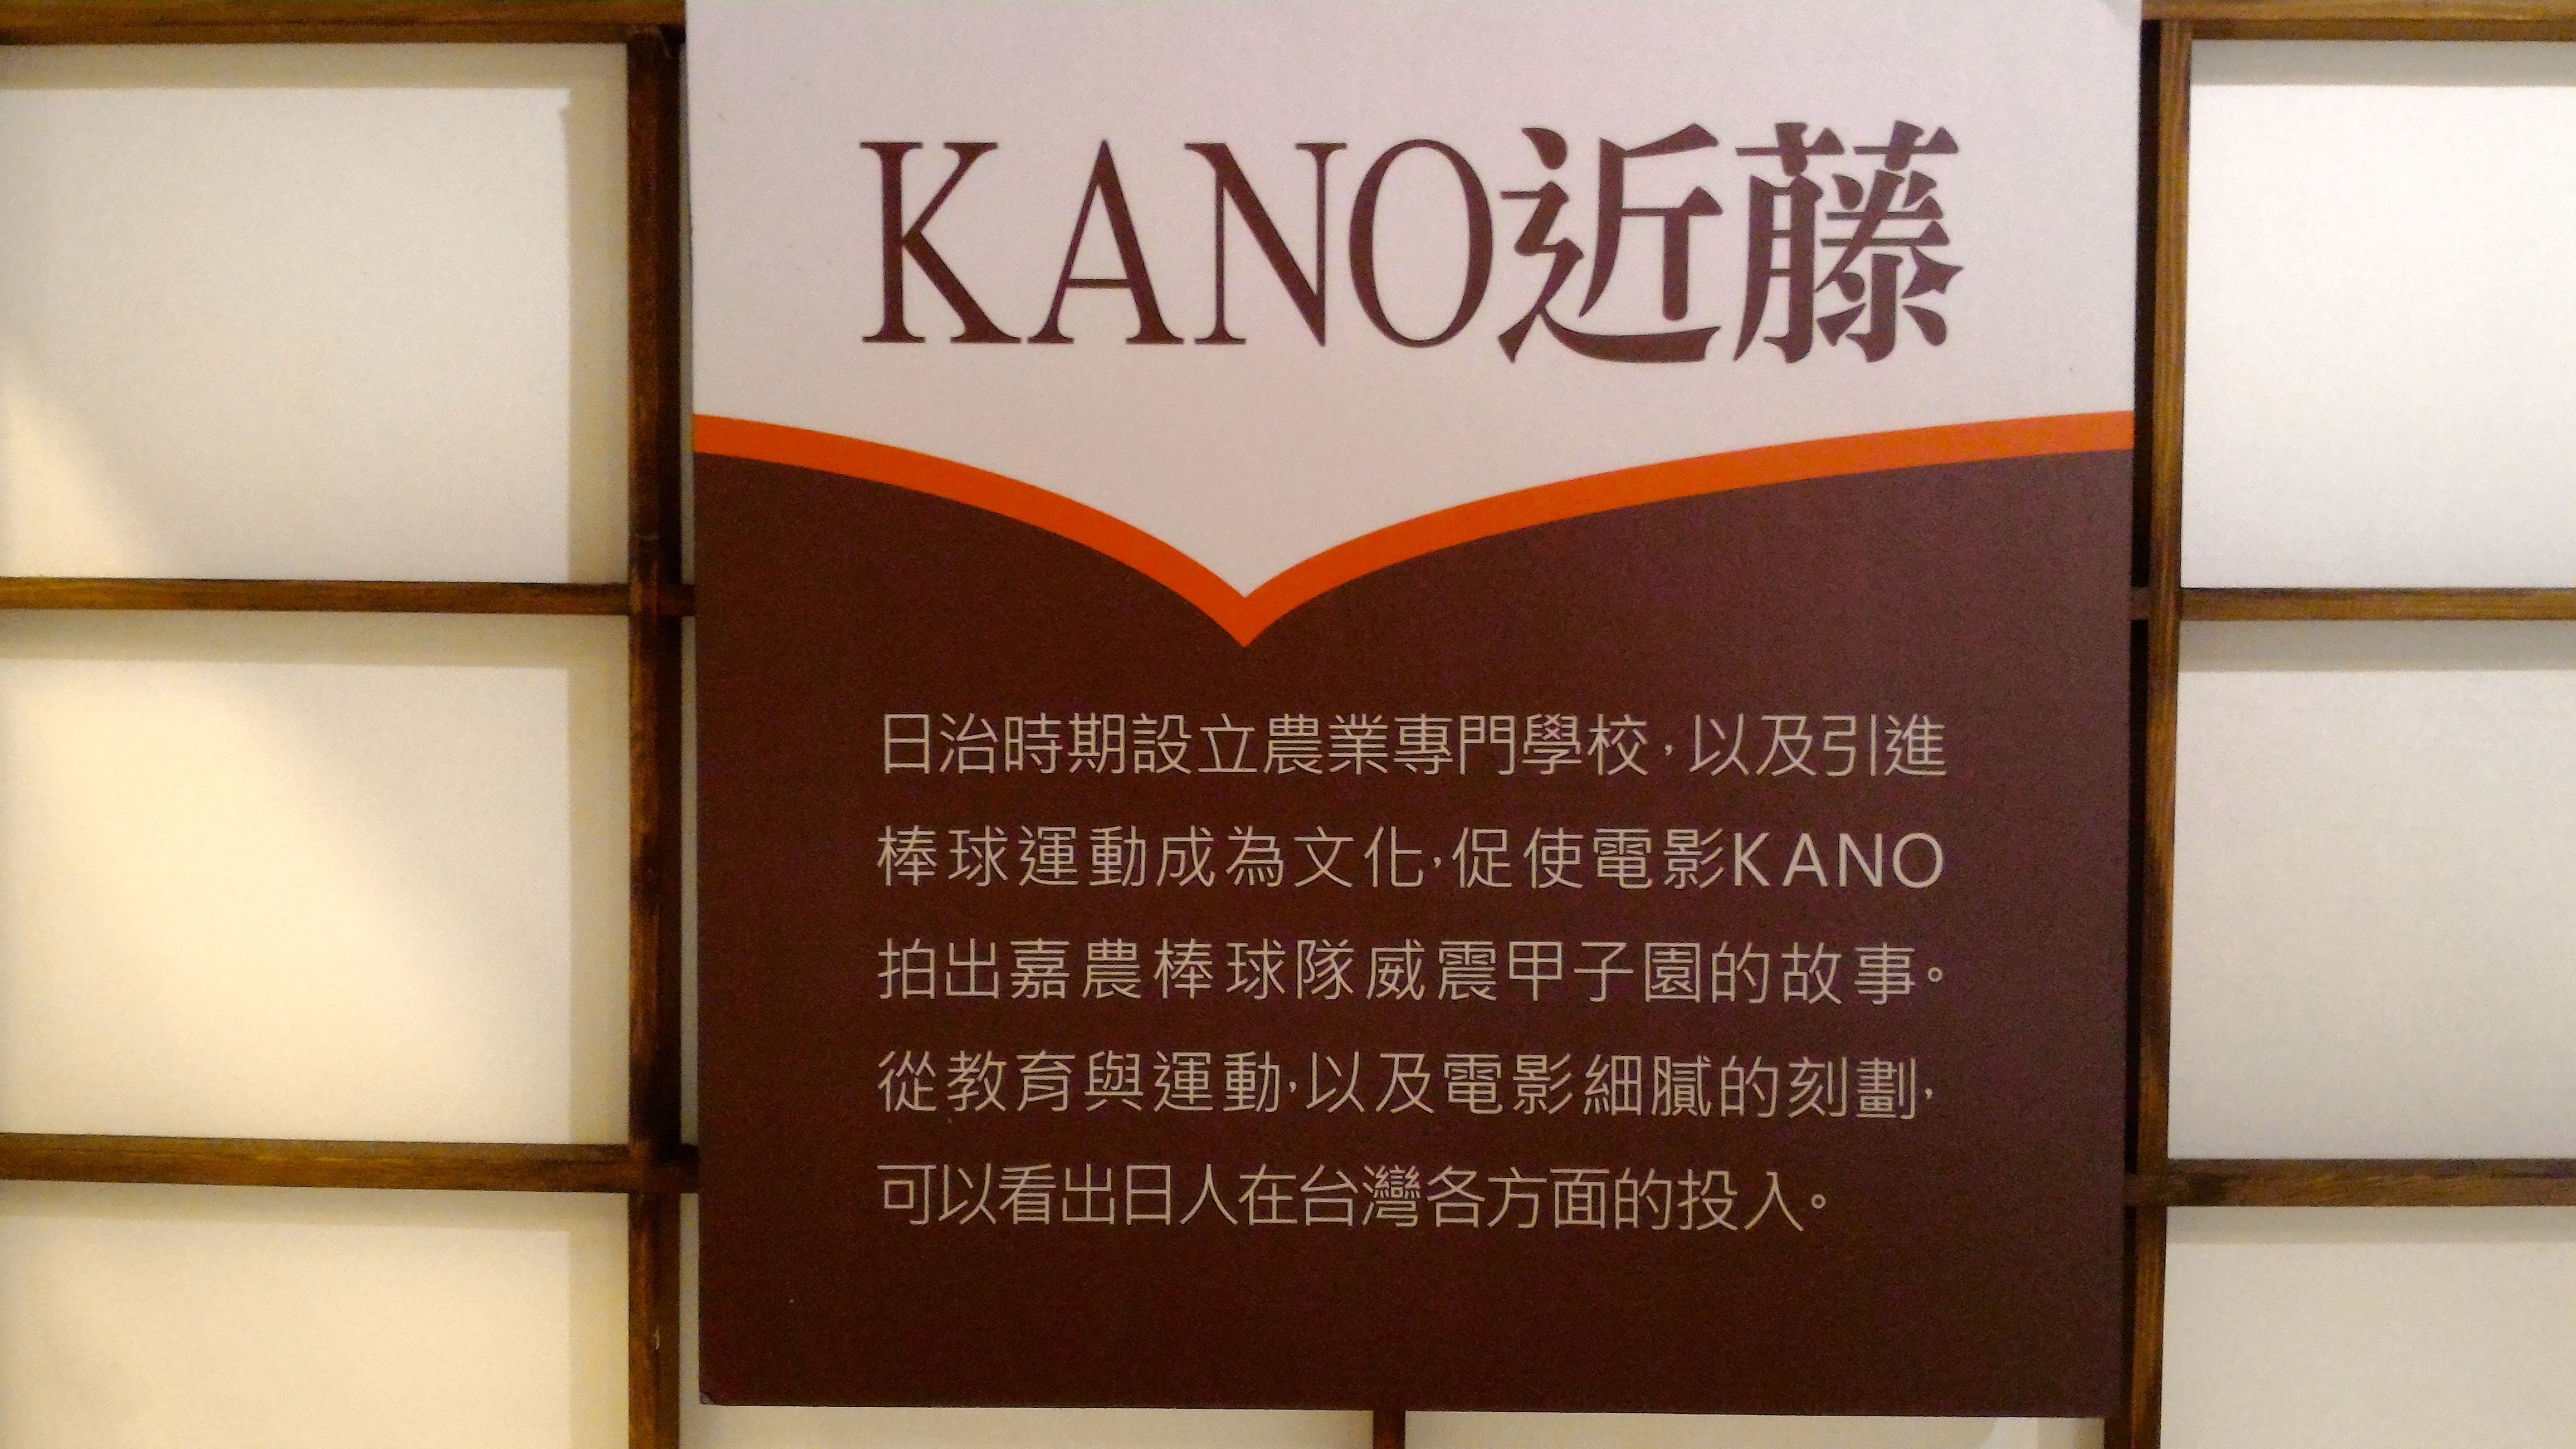 KANO近藤
日治時期設立農業專門學校，以及引進
棒球運動成為文化，促使電影KANO
拍出嘉農棒球隊威震甲子園的故事。
從教育與運動，以及電影細膩的刻劃，
可以看出日人在台灣各方面的投入。